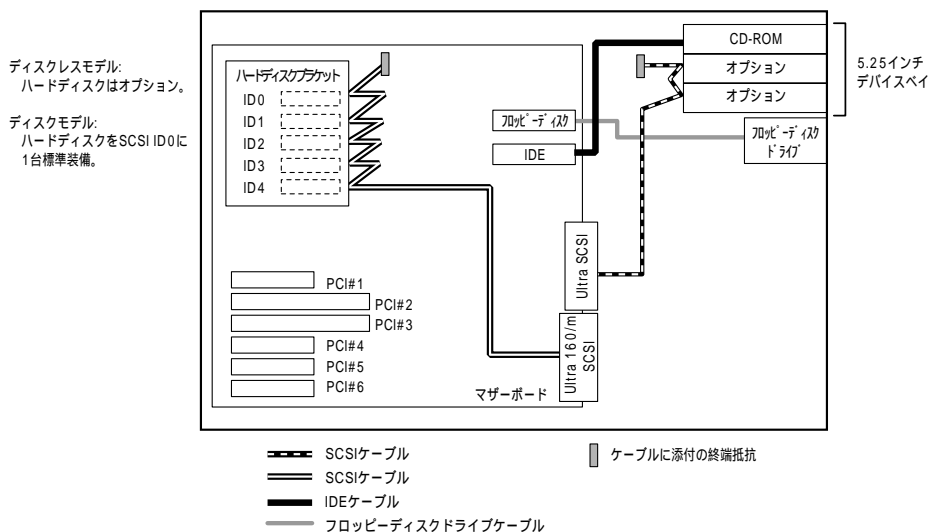 ディスクレスモデル:
ハードディスクはオプション。
ディスクモデル:
ハードディスクをSCSI ID0に
1台標準装備。
ハードディスクブラケット
ID0
ID1
ID2
ID3
ID4
フロッピーディスク
IDE
CD-ROM
オプション
オプション
5.25インチ
デバイスベイ
フロッピーディスク
ドライブ
Ultra SCSI
Ultra 160/m
SCSI
PCI#1
PCI#2
PCI#3
PCI#4
PCI#5
PCI#6
マザーボード
SCSIケーブル
SCSIケーブル
IDEケーブル
フロッピーディスクドライブケーブル
ケーブルに添付の終端抵抗